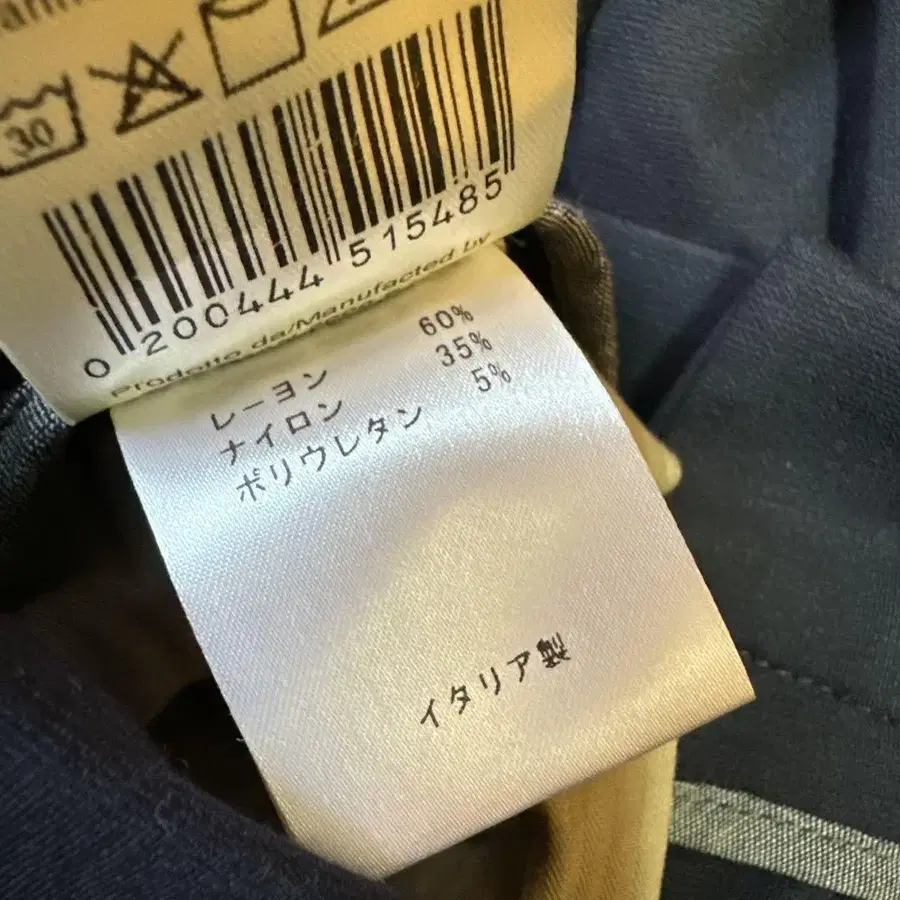 30
0 200444 515485
Prodotto da/Manufactured by
レーヨン 60%
ナイロン 35%
ポリウレタン 5%
イタリア製